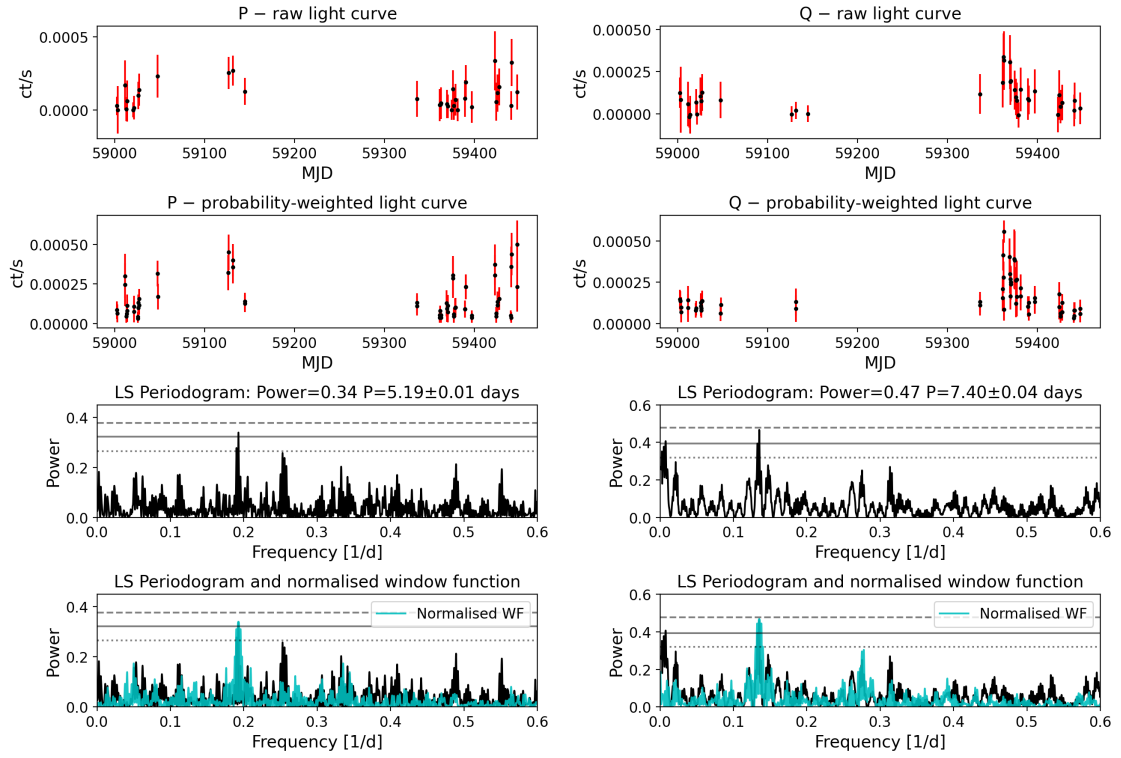 P − raw light curve
0.0005
0.0000
ct/s
59000 59100 59200 59300 59400
MJD
Q − raw light curve
0.00050
0.00025
0.00000
ct/s
59000 59100 59200 59300 59400
MJD
P − probability-weighted light curve
0.00050
0.00025
0.00000
ct/s
59000 59100 59200 59300 59400
MJD
Q − probability-weighted light curve
0.00050
0.00025
0.00000
ct/s
59000 59100 59200 59300 59400
MJD
LS Periodogram: Power=0.34 P=5.19±0.01 days
0.4
0.2
0.0
Power
0.0 0.1 0.2 0.3 0.4 0.5 0.6
Frequency [1/d]
LS Periodogram: Power=0.47 P=7.40±0.04 days
0.6
0.4
0.2
0.0
Power
0.0 0.1 0.2 0.3 0.4 0.5 0.6
Frequency [1/d]
LS Periodogram and normalised window function
Normalised WF
0.4
0.2
0.0
Power
0.0 0.1 0.2 0.3 0.4 0.5 0.6
Frequency [1/d]
LS Periodogram and normalised window function
Normalised WF
0.6
0.4
0.2
0.0
Power
0.0 0.1 0.2 0.3 0.4 0.5 0.6
Frequency [1/d]